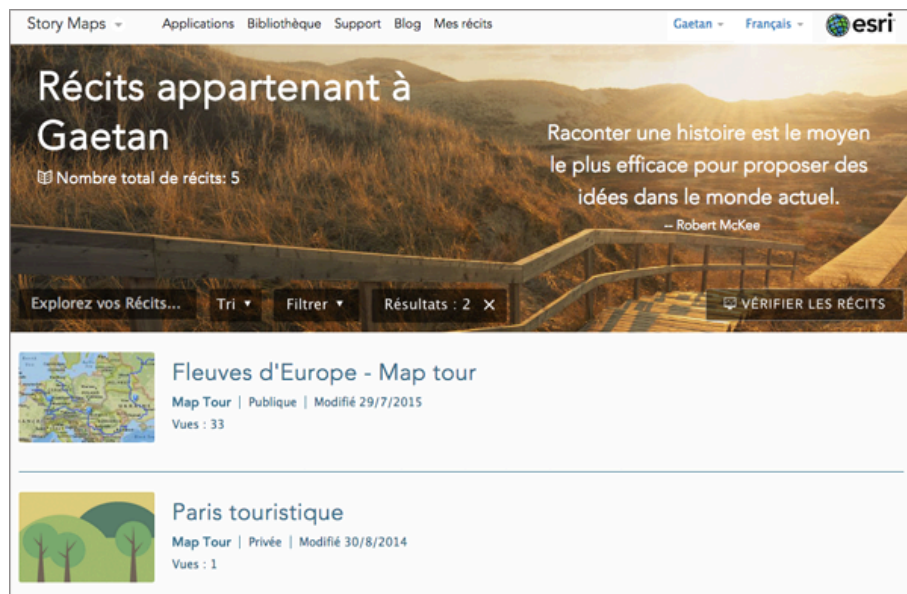 Story Maps Applications Bibliothèque Support Blog Mes récits Gaetan Français esri
Récits appartenant à
Gaetan
Nombre total de récits: 5
Raconter une histoire est le moyen
le plus efficace pour proposer des
idées dans le monde actuel.
-- Robert McKee
Explorez vos Récits... Tri Filtrer Résultats : 2 VÉRIFIER LES RÉCITS
Fleuves d'Europe - Map tour
Map Tour | Publique | Modifié 29/7/2015
Vues : 33
Paris touristique
Map Tour | Privée | Modifié 30/8/2014
Vues : 1